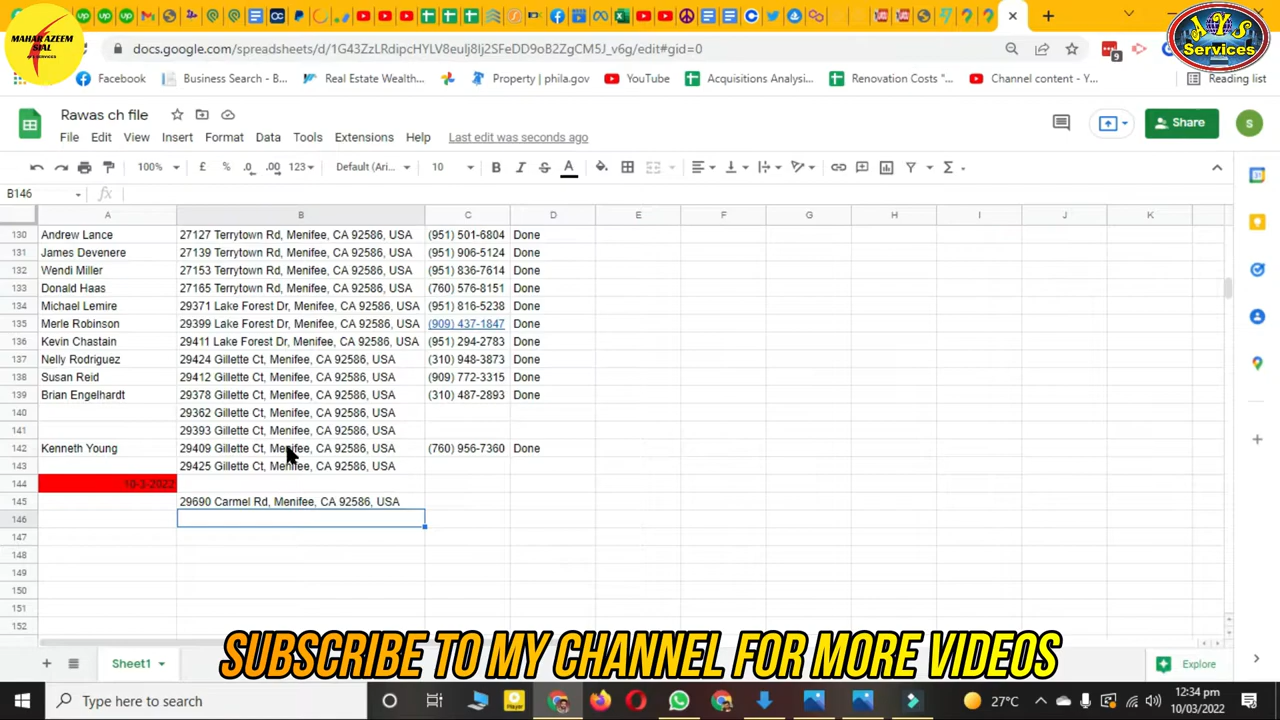 MAHAR AZEEM
SIAL
AYS
Services
docs.google.com/spreadsheets/d/1G43ZzLRdipcHYLV8eulj8lj2SFeDD9oB2ZgCM5J_v6g/edit#gid=0
9
Facebook Business Search - B... Real Estate Wealth... Property | phila.gov YouTube Acquisitions Analysi... Renovation Costs "... Channel content - Y... Reading list
Rawas ch file
File Edit View Insert Format Data Tools Extensions Help Last edit was seconds ago
Share
S
100% £ % .0 .00 123 Default (Ari... 10 B I S A
B146 fx
A B C D E F G H I J K
130 Andrew Lance 27127 Terrytown Rd, Menifee, CA 92586, USA (951) 501-6804 Done
131 James Devenere 27139 Terrytown Rd, Menifee, CA 92586, USA (951) 906-5124 Done
132 Wendi Miller 27153 Terrytown Rd, Menifee, CA 92586, USA (951) 836-7614 Done
133 Donald Haas 27165 Terrytown Rd, Menifee, CA 92586, USA (760) 576-8151 Done
134 Michael Lemire 29371 Lake Forest Dr, Menifee, CA 92586, USA (951) 816-5238 Done
135 Merle Robinson 29399 Lake Forest Dr, Menifee, CA 92586, USA (909) 437-1847 Done
136 Kevin Chastain 29411 Lake Forest Dr, Menifee, CA 92586, USA (951) 294-2783 Done
137 Nelly Rodriguez 29424 Gillette Ct, Menifee, CA 92586, USA (310) 948-3873 Done
138 Susan Reid 29412 Gillette Ct, Menifee, CA 92586, USA (909) 772-3315 Done
139 Brian Engelhardt 29378 Gillette Ct, Menifee, CA 92586, USA (310) 487-2893 Done
140 29362 Gillette Ct, Menifee, CA 92586, USA
141 29393 Gillette Ct, Menifee, CA 92586, USA
142 Kenneth Young 29409 Gillette Ct, Menifee, CA 92586, USA (760) 956-7360 Done
143 29425 Gillette Ct, Menifee, CA 92586, USA
144 10-3-2022
145 29690 Carmel Rd, Menifee, CA 92586, USA
146
147
148
149
150
151
152
SUBSCRIBE TO MY CHANNEL FOR MORE VIDEOS
Sheet1 Explore
Type here to search 27°C 12:34 pm
10/03/2022